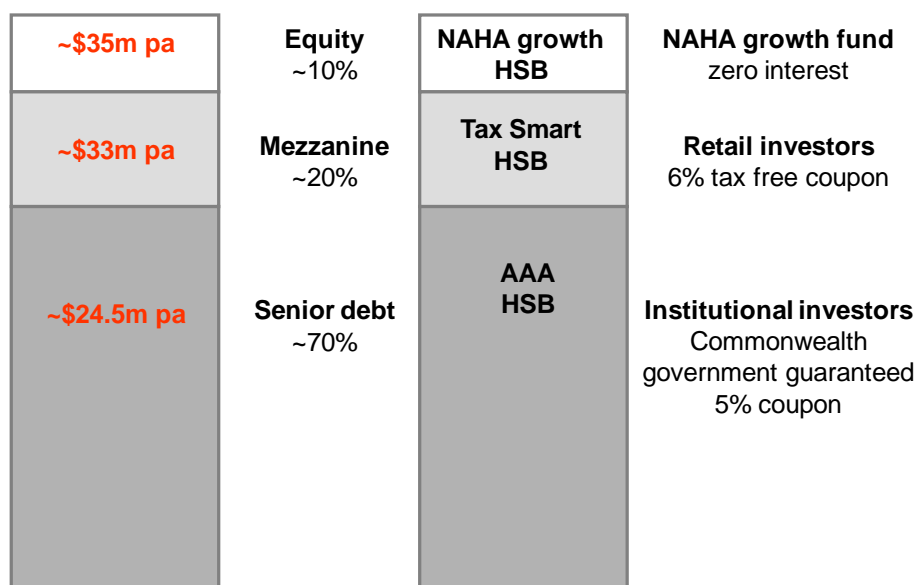 ~$35m pa
Equity
~10%
NAHA growth
HSB
NAHA growth fund
zero interest
~$33m pa
Mezzanine
~20%
Tax Smart
HSB
Retail investors
6% tax free coupon
~$24.5m pa
Senior debt
~70%
AAA
HSB
Institutional investors
Commonwealth
government guaranteed
5% coupon